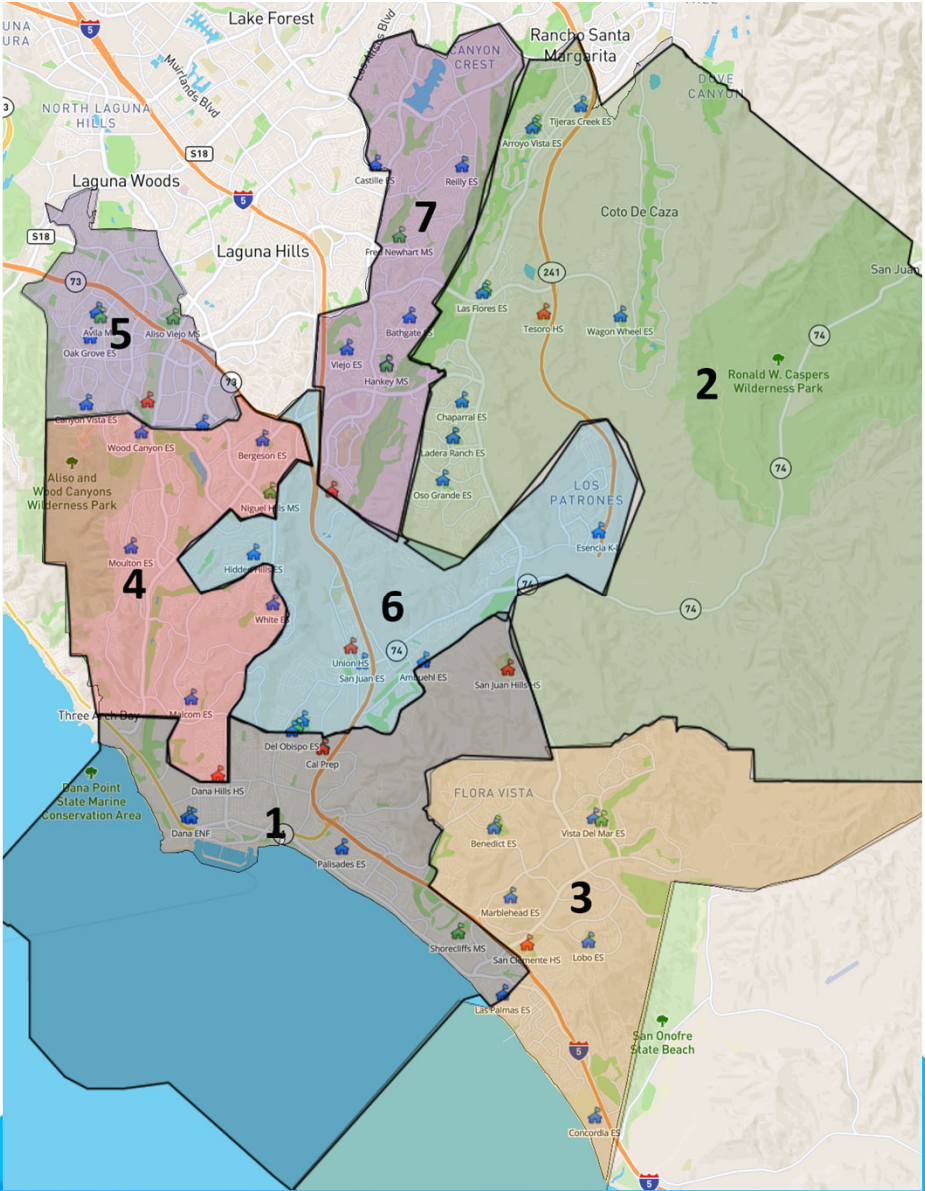 Lake Forest
5
UNA
URA
Los Alisos Blvd
CANYON
CREST
Rancho Santa
Margarita
Muirlands Blvd
DOVE
CANYON
3
NORTH LAGUNA
HILLS
Tijeras Creek ES
Arroyo Vista ES
S18
Laguna Woods
Castille ES
Reilly ES
5
7
Coto De Caza
S18
Laguna Hills
Fred Newhart MS
San Juan
73
241
Las Flores ES
Tesoro HS
Wagon Wheel ES
74
5
Avila M
Aliso Viejo MS
Bathgate ES
Oak Grove ES
Viejo ES
Hankey MS
2
Ronald W. Caspers
Wilderness Park
73
Canyon Vista ES
Chaparral ES
Wood Canyon ES
Bergeson ES
Ladera Ranch ES
74
Aliso and
Wood Canyons
Wilderness Park
Oso Grande ES
LOS
PATRONES
Niguel Hills MS
Moulton ES
Hidden Hills ES
Esencia K-8
4
74
6
White ES
74
74
Union HS
San Juan ES
Ambuehl ES
San Juan Hills HS
Malcom ES
Three Arch Bay
Del Obispo ES
Cal Prep
Dana Point
State Marine
Conservation Area
Dana Hills HS
FLORA VISTA
1
Dana ENF
Benedict ES
Vista Del Mar ES
Palisades ES
3
Marblehead ES
Shorecliffs MS
San Clemente HS
Lobo ES
Las Palmas ES
San Onofre
State Beach
5
Concordia ES
5